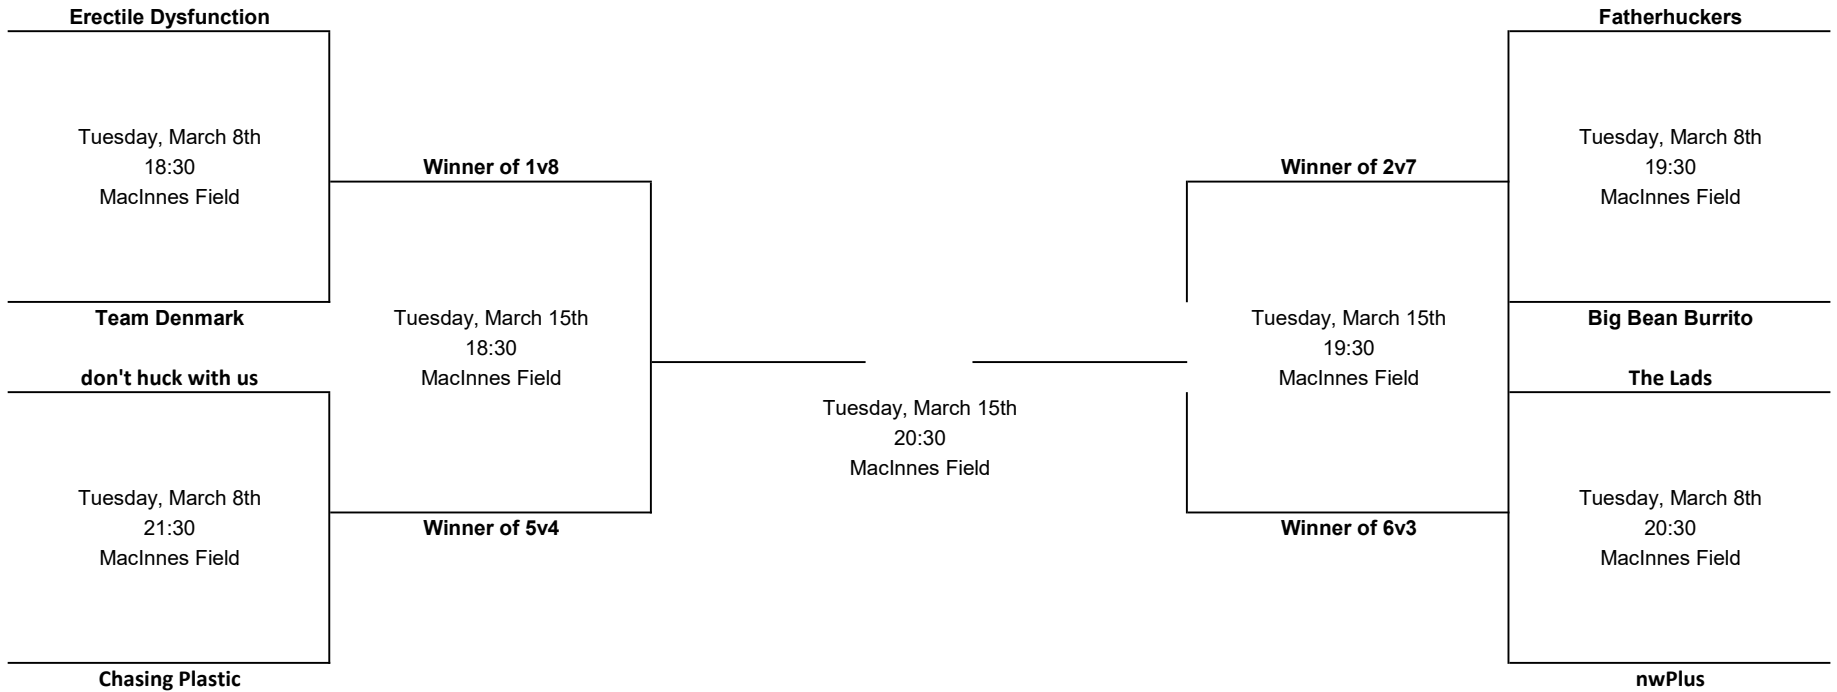 Erectile Dysfunction
Fatherhuckers
Tuesday, March 8th
18:30
MacInnes Field
Winner of 1v8
Winner of 2v7
Tuesday, March 8th
19:30
MacInnes Field
Team Denmark
Tuesday, March 15th
18:30
MacInnes Field
Tuesday, March 15th
19:30
MacInnes Field
Big Bean Burrito
don't huck with us
The Lads
Tuesday, March 15th
20:30
MacInnes Field
Tuesday, March 8th
21:30
MacInnes Field
Winner of 5v4
Winner of 6v3
Tuesday, March 8th
20:30
MacInnes Field
Chasing Plastic
nwPlus